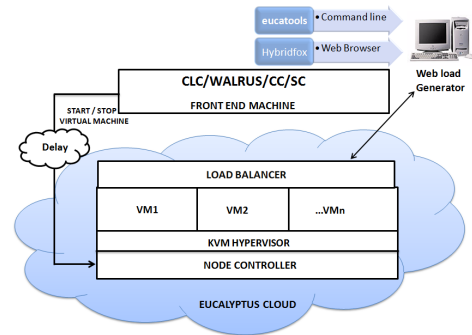 eucatools • Command line
Hybridfox • Web Browser
CLC/WALRUS/CC/SC
FRONT END MACHINE
Web load
Generator
START / STOP
VIRTUAL MACHINE
Delay
LOAD BALANCER
VM1 VM2 ...VMn
KVM HYPERVISOR
NODE CONTROLLER
EUCALYPTUS CLOUD